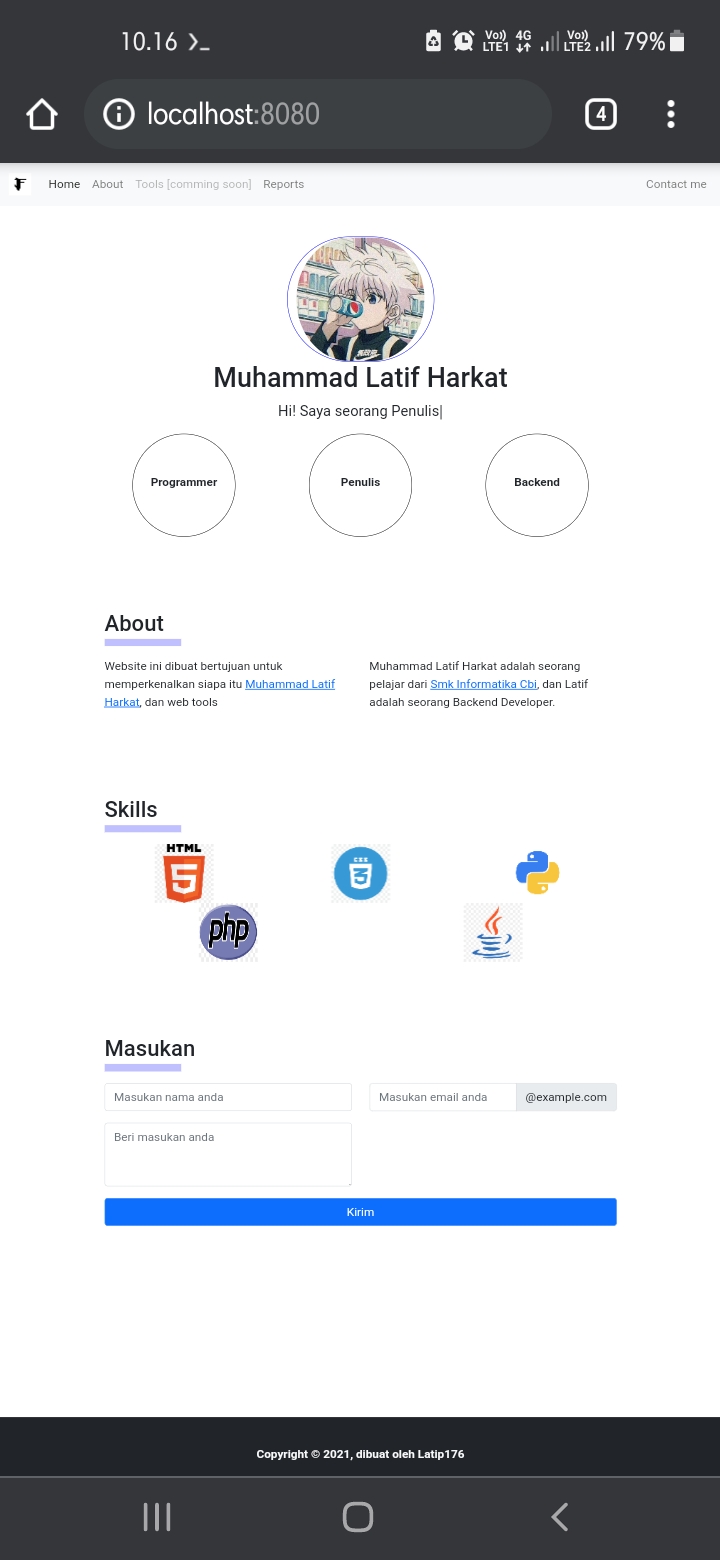 10.16
Vo)) LTE1 4G Vo)) LTE2 79%
localhost:8080
4
Home About Tools [comming soon] Reports Contact me
Muhammad Latif Harkat
Hi! Saya seorang Penulis|
Programmer Penulis Backend
About
Website ini dibuat bertujuan untuk
memperkenalkan siapa itu Muhammad Latif
Harkat, dan web tools
Muhammad Latif Harkat adalah seorang
pelajar dari Smk Informatika Cbi, dan Latif
adalah seorang Backend Developer.
Skills
HTML
5
CSS
3
php
Masukan
Masukan nama anda
Masukan email anda @example.com
Beri masukan anda
Kirim
Copyright © 2021, dibuat oleh Latip176